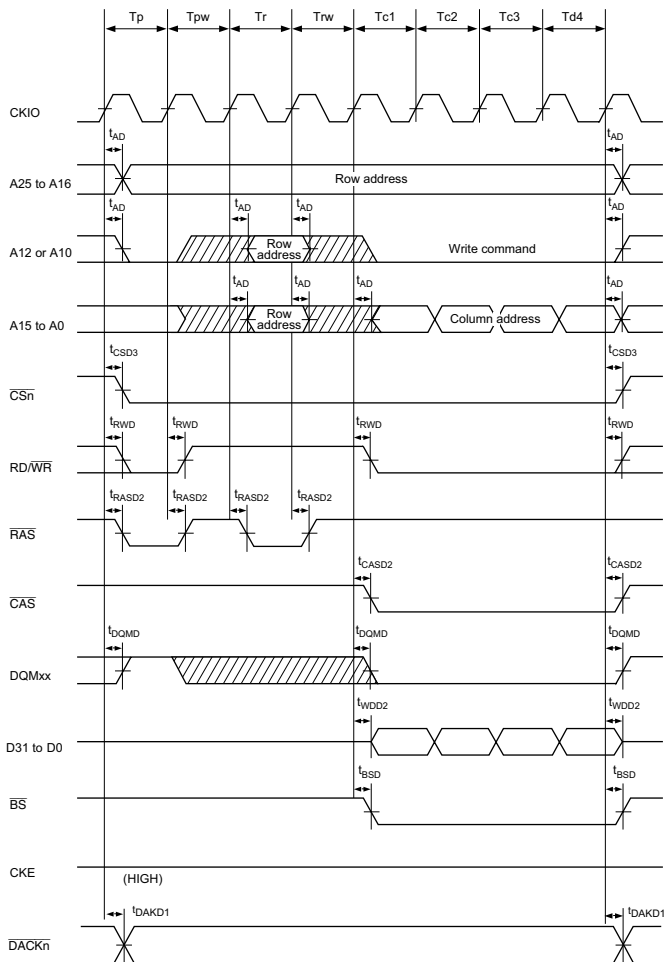 Tp Tpw Tr Trw Tc1 Tc2 Tc3 Td4
CKIO
tAD tAD
A25 to A16 Row address
tAD tAD tAD tAD
A12 or A10 Row address Write command
tAD tAD tAD tAD
A15 to A0 Row address Column address
tCSD3 tCSD3
CSn
tRWD tRWD tRWD tRWD
RD/WR
tRASD2 tRASD2 tRASD2 tRASD2
RAS
tCASD2 tCASD2
CAS
tDQMD tDQMD tDQMD
DQMxx
tWDD2 tWDD2
D31 to D0
tBSD tBSD
BS
CKE
(HIGH)
tDAKD1 tDAKD1
DACKn